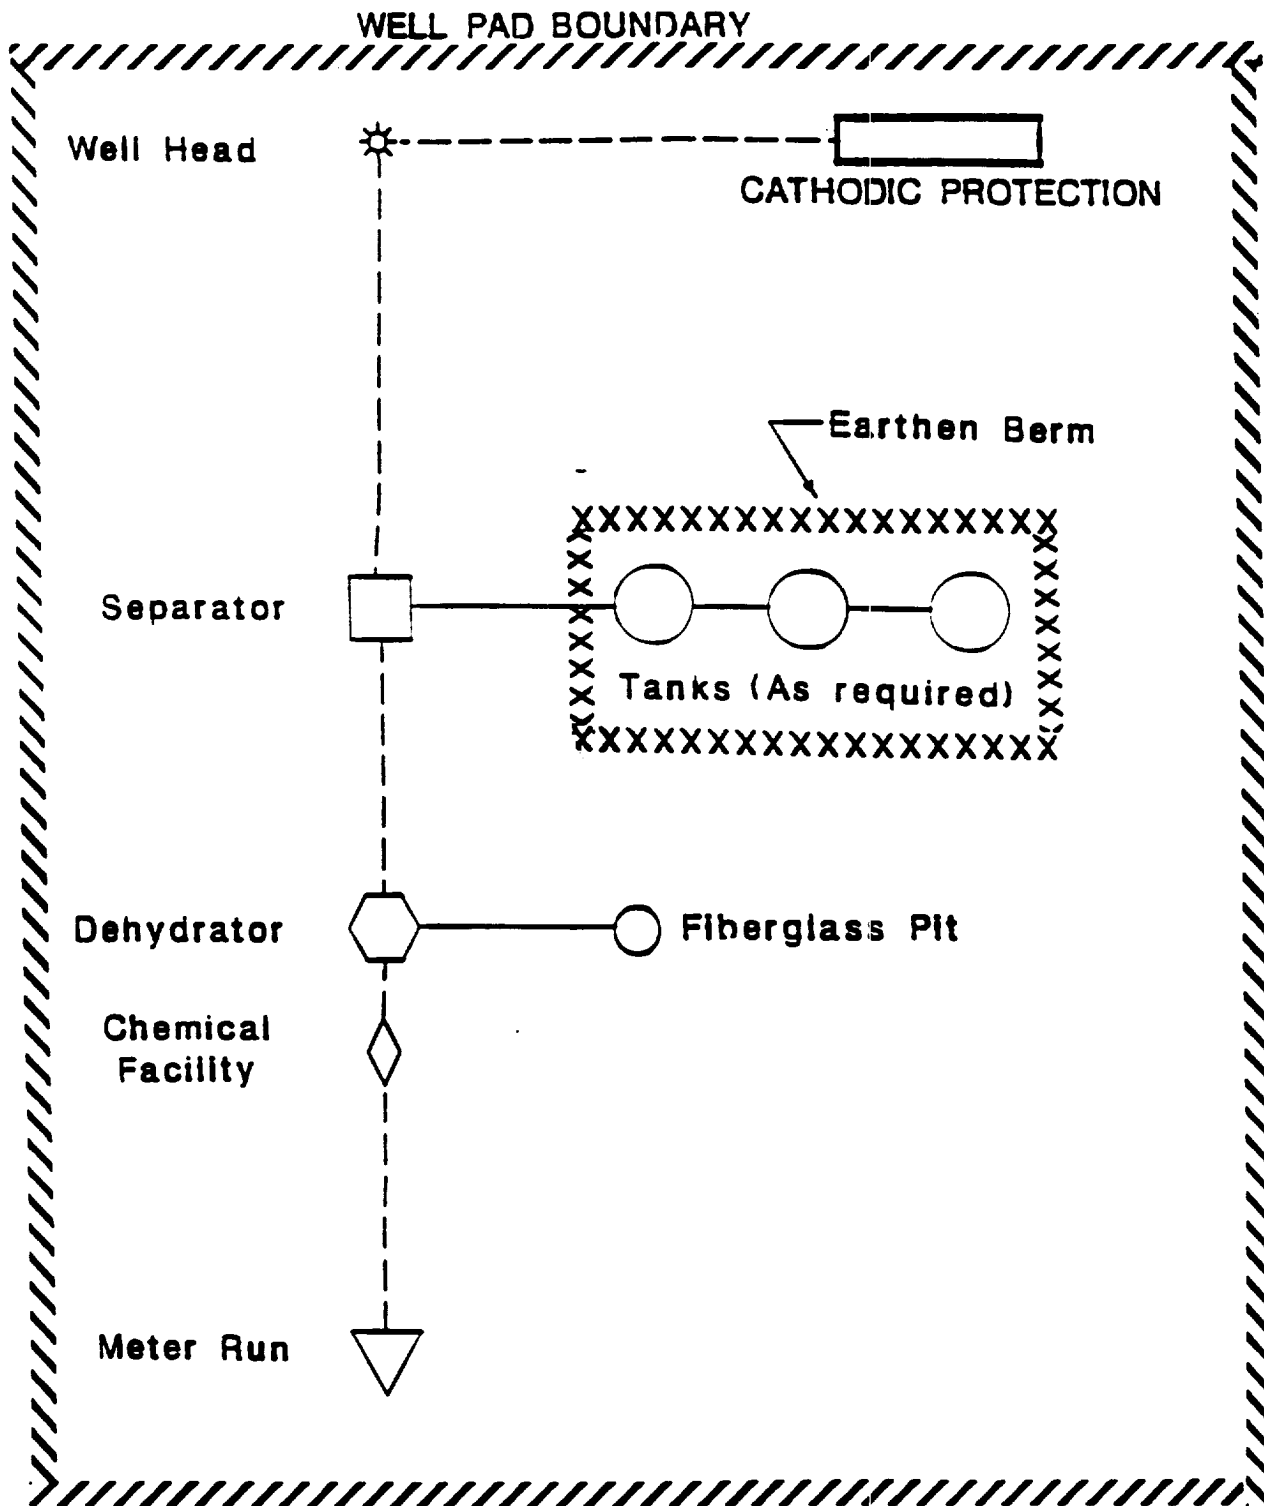 WELL PAD BOUNDARY
Well Head
CATHODIC PROTECTION
Earthen Berm
Separator
Tanks (As required)
Dehydrator
Fiberglass Pit
Chemical
Facility
Meter Run